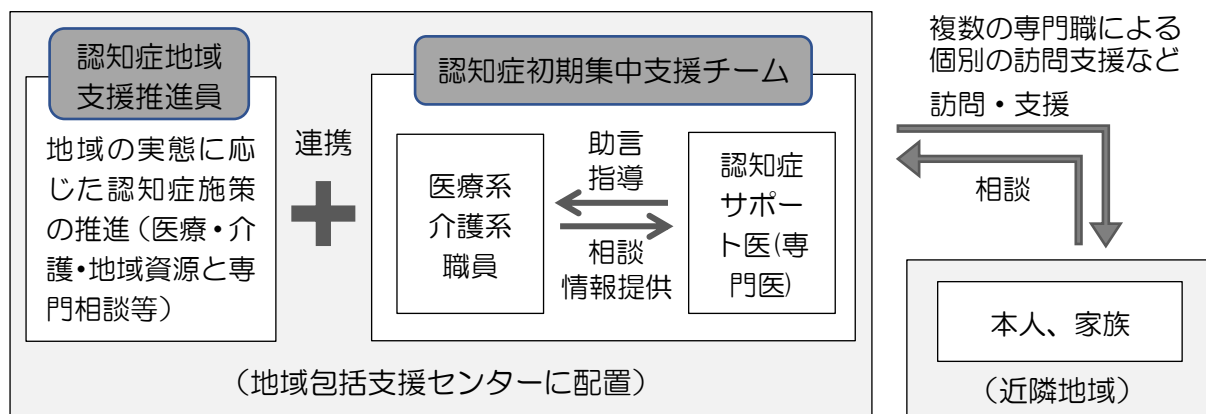 認知症地域
支援推進員
地域の実態に応
じた認知症施策
の推進（医療・介
護・地域資源と専
門相談等）
連携
認知症初期集中支援チーム
医療系
介護系
職員
助言
指導
相談
情報提供
認知症
サポー
ト医(専
門医)
（地域包括支援センターに配置）
複数の専門職による
個別の訪問支援など
訪問・支援
相談
本人、家族
（近隣地域）